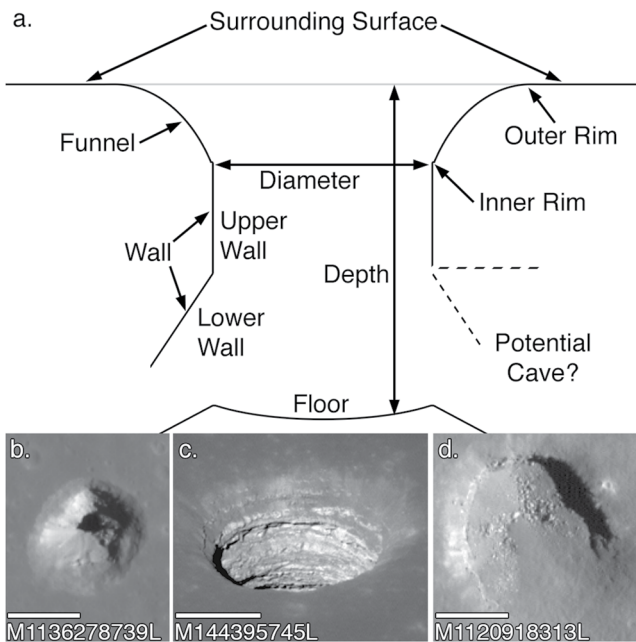 a.
Surrounding Surface
Funnel
Outer Rim
Diameter
Inner Rim
Upper
Wall
Wall
Depth
Lower
Wall
Potential
Cave?
Floor
b.
c.
d.
M1136278739L
M144395745L
M1120918313L